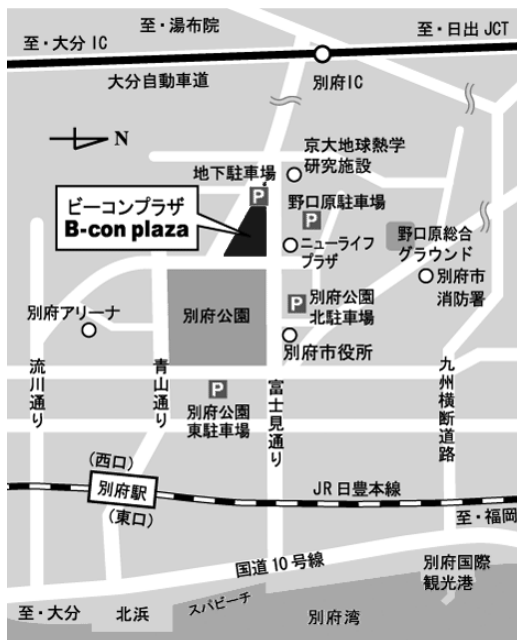 至・湯布院
至・大分 IC
至・日出 JCT
大分自動車道
別府IC
N
京大地球熱学
研究施設
地下駐車場
P
野口原駐車場
P
ビーコンプラザ
B-con plaza
ニューライフ
プラザ
野口原総合
グラウンド
別府市
消防署
別府アリーナ
別府公園
P
別府公園
北駐車場
別府市役所
流川通り
青山通り
P
別府公園
東駐車場
富士見通り
九州横断道路
(西口)
別府駅
(東口)
JR日豊本線
至・福岡
国道10号線
別府国際
観光港
至・大分
北浜
スパビーチ
別府湾